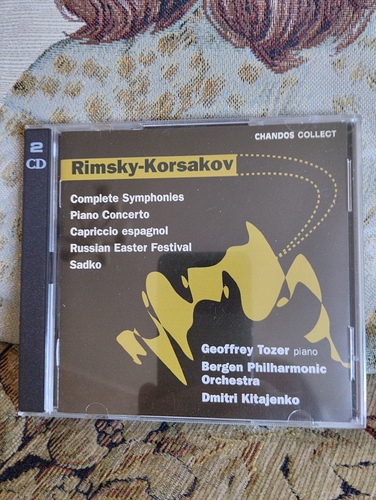 2
CD
CHANDOS COLLECT
Rimsky-Korsakov
Complete Symphonies
Piano Concerto
Capriccio espagnol
Russian Easter Festival
Sadko
Geoffrey Tozer piano
Bergen Philharmonic
Orchestra
Dmitri Kitajenko